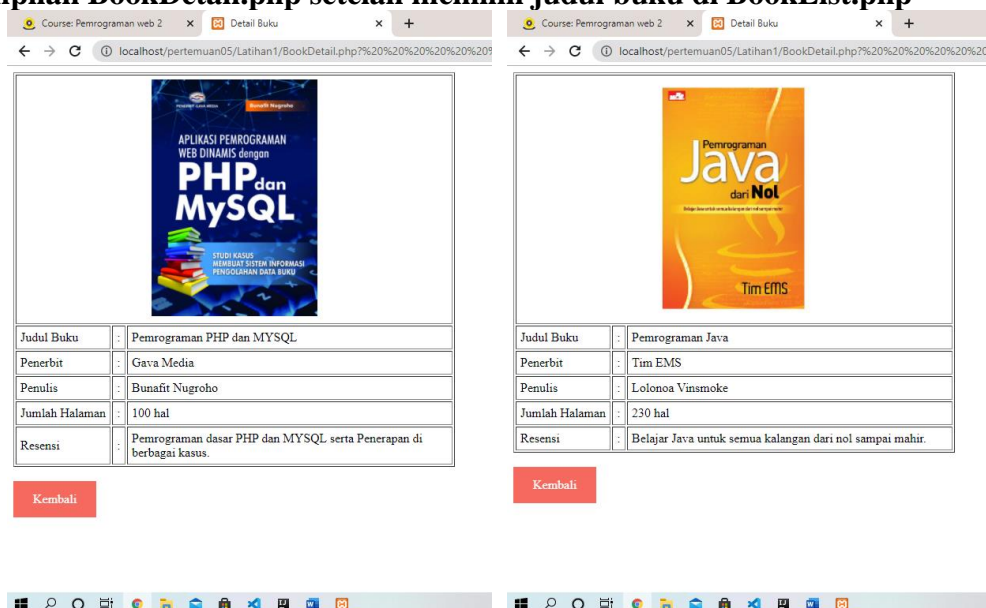 BookDetail.php setelah memilih judul buku di BookList.php
Course: Pemrograman web 2
Detail Buku
localhost/pertemuan05/Latihan1/BookDetail.php?%20%20%20%20%20%20
Bunafit Nugroho
APLIKASI PEMROGRAMAN
WEB DINAMIS dengan
PHP dan
MySQL
STUDI KASUS
MEMBUAT SISTEM INFORMASI
PENGOLAHAN DATA BUKU
Judul Buku : Pemrograman PHP dan MYSQL
Penerbit : Gava Media
Penulis : Bunafit Nugroho
Jumlah Halaman : 100 hal
Resensi : Pemrograman dasar PHP dan MYSQL serta Penerapan di
berbagai kasus.
Kembali
Course: Pemrograman web 2
Detail Buku
localhost/pertemuan05/Latihan1/BookDetail.php?%20%20%20%20%20%20
Pemrograman
Java
dari Nol
Tim EMS
Judul Buku : Pemrograman Java
Penerbit : Tim EMS
Penulis : Lolonoa Vinsmoke
Jumlah Halaman : 230 hal
Resensi : Belajar Java untuk semua kalangan dari nol sampai mahir.
Kembali